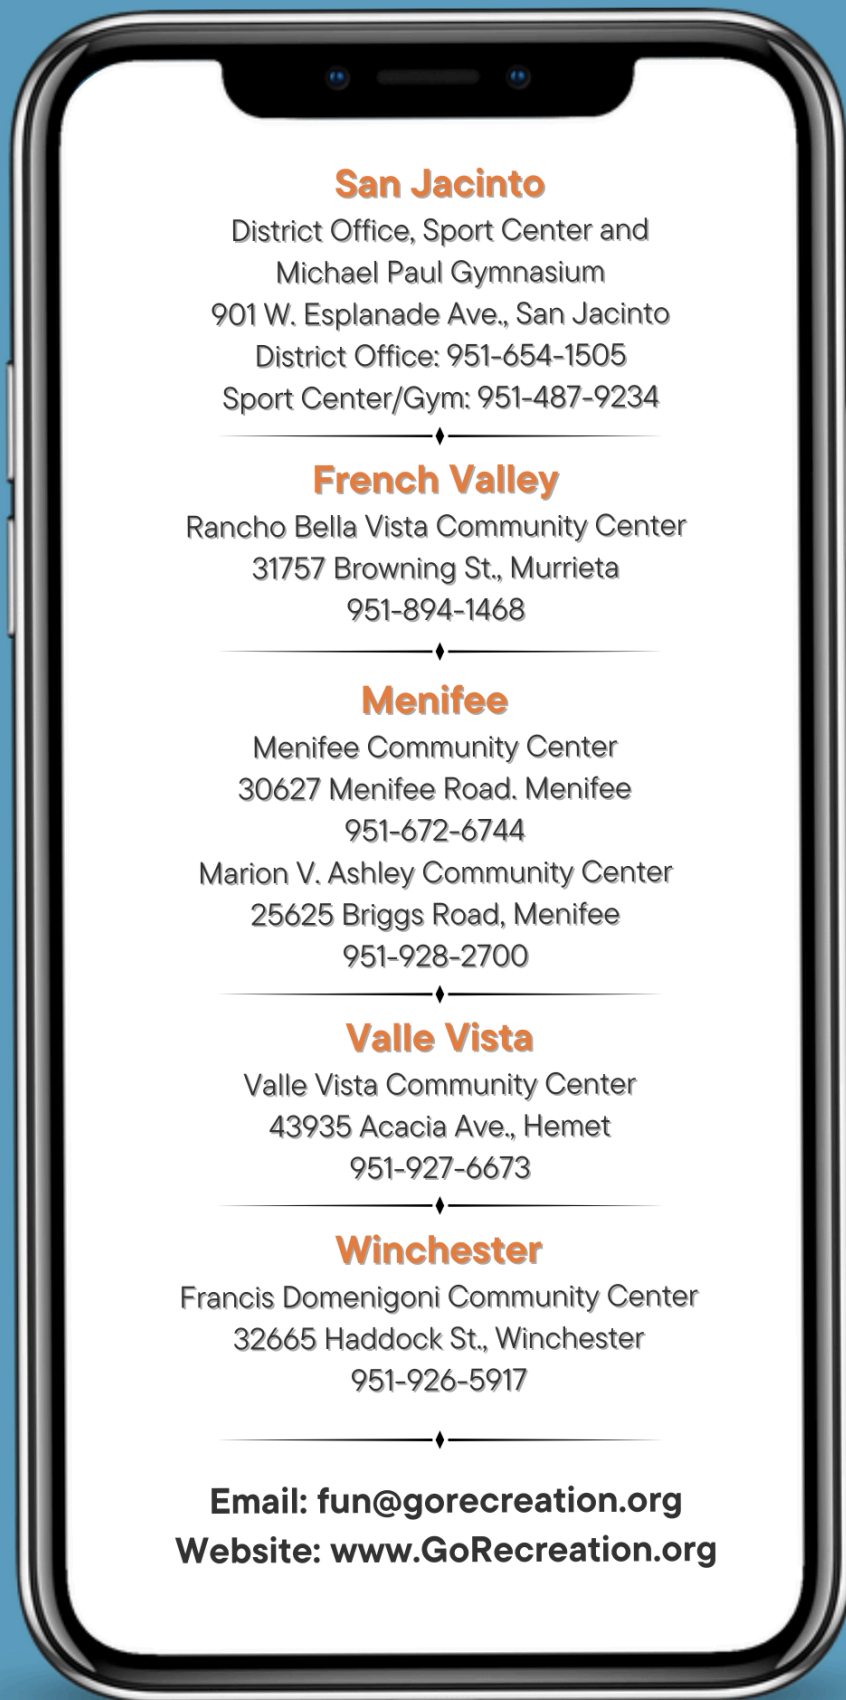 San Jacinto
District Office, Sport Center and
Michael Paul Gymnasium
901 W. Esplanade Ave., San Jacinto
District Office: 951-654-1505
Sport Center/Gym: 951-487-9234
French Valley
Rancho Bella Vista Community Center
31757 Browning St., Murrieta
951-894-1468
Menifee
Menifee Community Center
30627 Menifee Road. Menifee
951-672-6744
Marion V. Ashley Community Center
25625 Briggs Road, Menifee
951-928-2700
Valle Vista
Valle Vista Community Center
43935 Acacia Ave., Hemet
951-927-6673
Winchester
Francis Domenigoni Community Center
32665 Haddock St., Winchester
951-926-5917
Email: fun@gorecreation.org
Website: www.GoRecreation.org